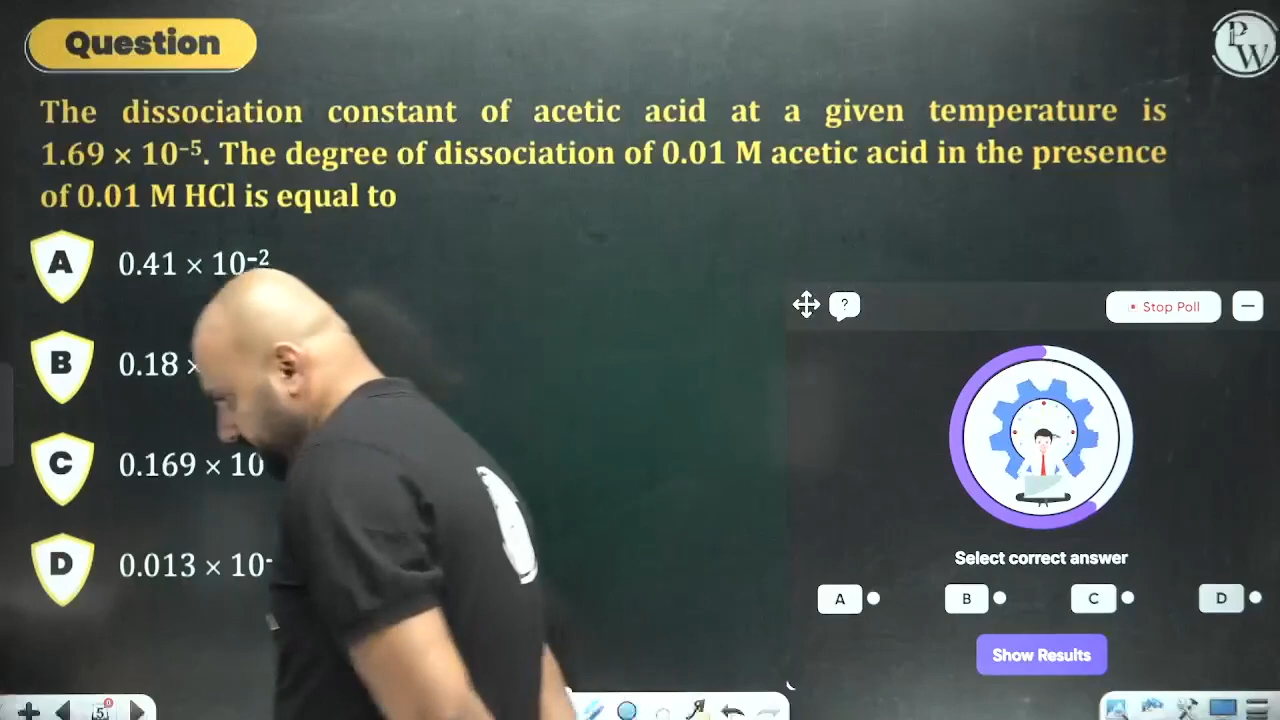 Question
PW
The dissociation constant of acetic acid at a given temperature is
1.69 × 10⁻⁵. The degree of dissociation of 0.01 M acetic acid in the presence
of 0.01 M HCl is equal to
A 0.41 × 10⁻²
B 0.18 ×
C 0.169 × 10
D 0.013 × 10⁻
?
Stop Poll
Select correct answer
A
B
C
D
Show Results